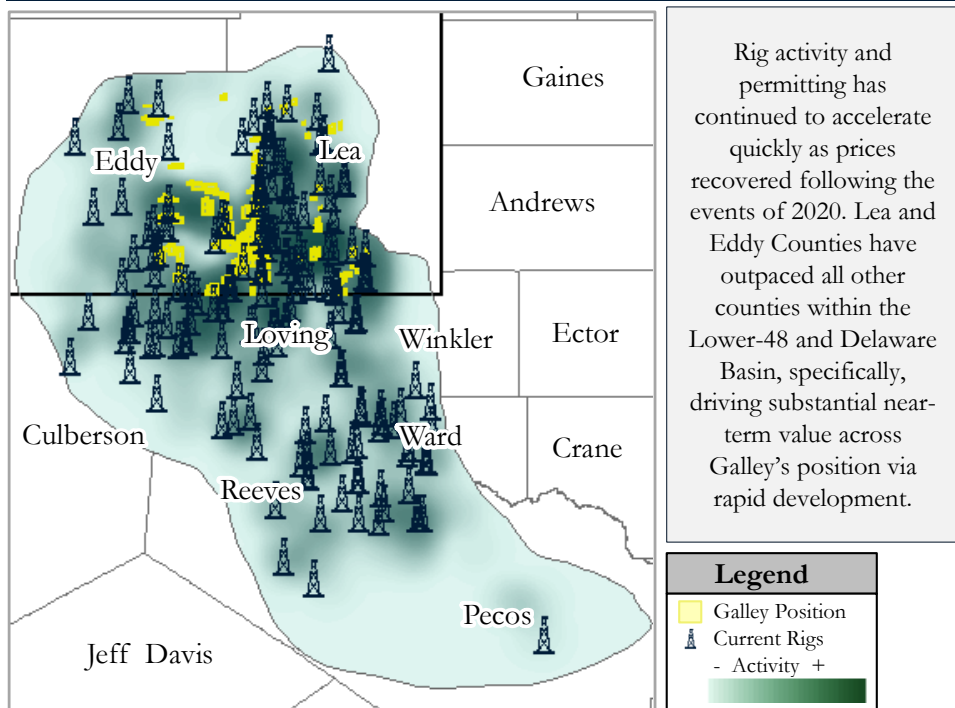 Gaines
Lea
Eddy
Andrews
Loving
Winkler
Ector
Culberson
Ward
Crane
Reeves
Pecos
Jeff Davis
Rig activity and
permitting has
continued to accelerate
quickly as prices
recovered following the
events of 2020. Lea and
Eddy Counties have
outpaced all other
counties within the
Lower-48 and Delaware
Basin, specifically,
driving substantial near-
term value across
Galley's position via
rapid development.
Legend
Galley Position
Current Rigs
- Activity +